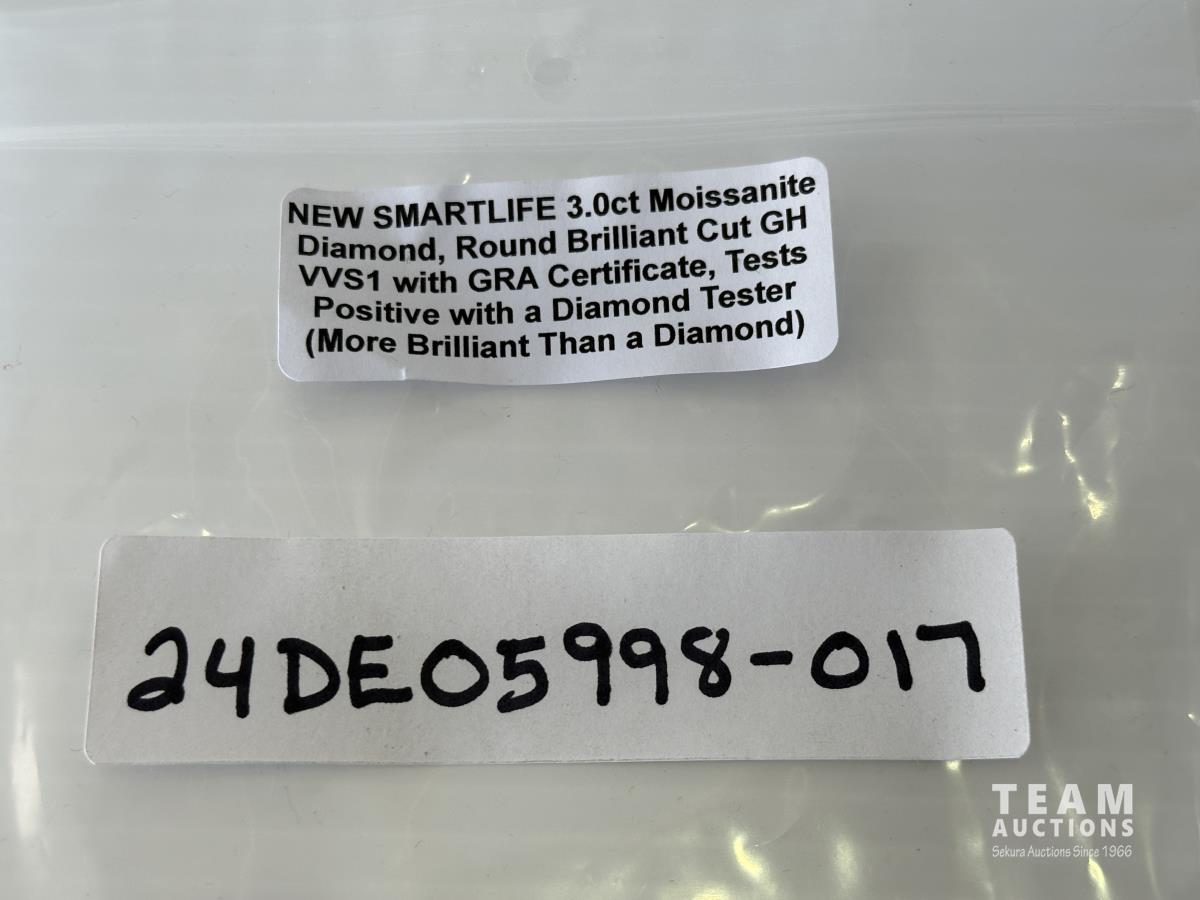 NEW SMARTLIFE 3.0ct Moissanite
Diamond, Round Brilliant Cut GH
VVS1 with GRA Certificate, Tests
Positive with a Diamond Tester
(More Brilliant Than a Diamond)
24DE05998-017
TEAM
AUCTIONS
Sekura Auctions Since 1966